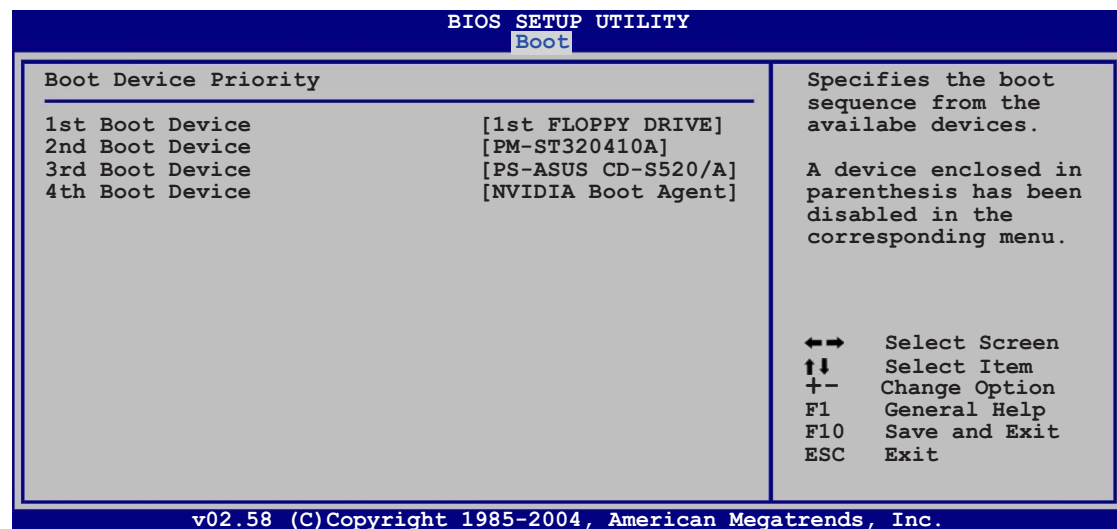 BIOS SETUP UTILITY
Boot
Boot Device Priority
1st Boot Device [1st FLOPPY DRIVE]
2nd Boot Device [PM-ST320410A]
3rd Boot Device [PS-ASUS CD-S520/A]
4th Boot Device [NVIDIA Boot Agent]
Specifies the boot
sequence from the
availabe devices.
A device enclosed in
parenthesis has been
disabled in the
corresponding menu.
←→ Select Screen
↑↓ Select Item
+- Change Option
F1 General Help
F10 Save and Exit
ESC Exit
v02.58 (C)Copyright 1985-2004, American Megatrends, Inc.